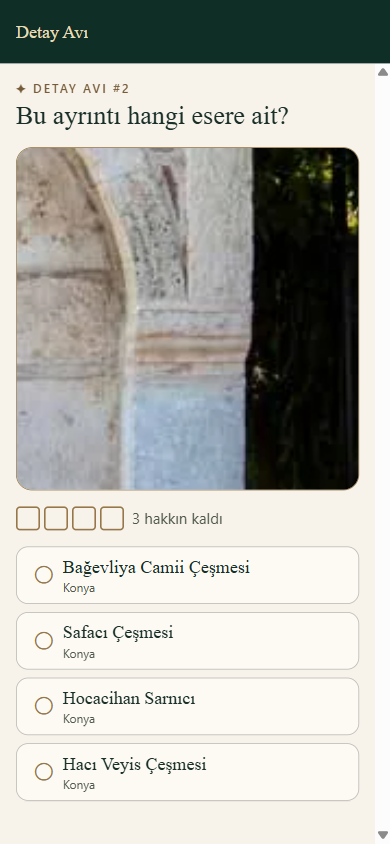 Detay Avı
✦ DETAY AVI #2
Bu ayrıntı hangi esere ait?
3 hakkın kaldı
Bağevliya Camii Çeşmesi
Konya
Safacı Çeşmesi
Konya
Hocacihan Sarnıcı
Konya
Hacı Veyis Çeşmesi
Konya